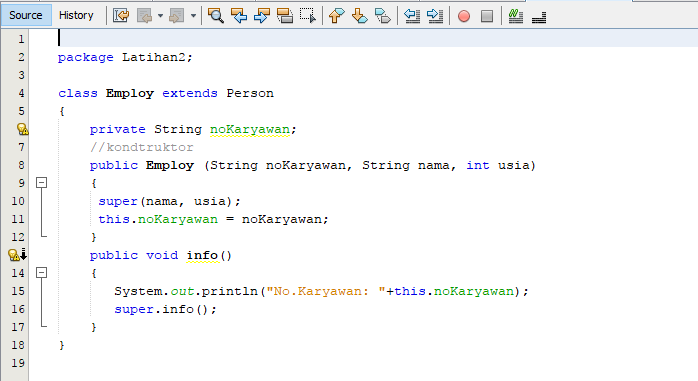 Source History
1
2 package Latihan2;
3
4 class Employ extends Person
5 {
private String noKaryawan;
7 //kondtruktor
8 public Employ (String noKaryawan, String nama, int usia)
9 {
10 super(nama, usia);
11 this.noKaryawan = noKaryawan;
12 }
public void info()
14 {
15 System.out.println("No.Karyawan: "+this.noKaryawan);
16 super.info();
17 }
18 }
19